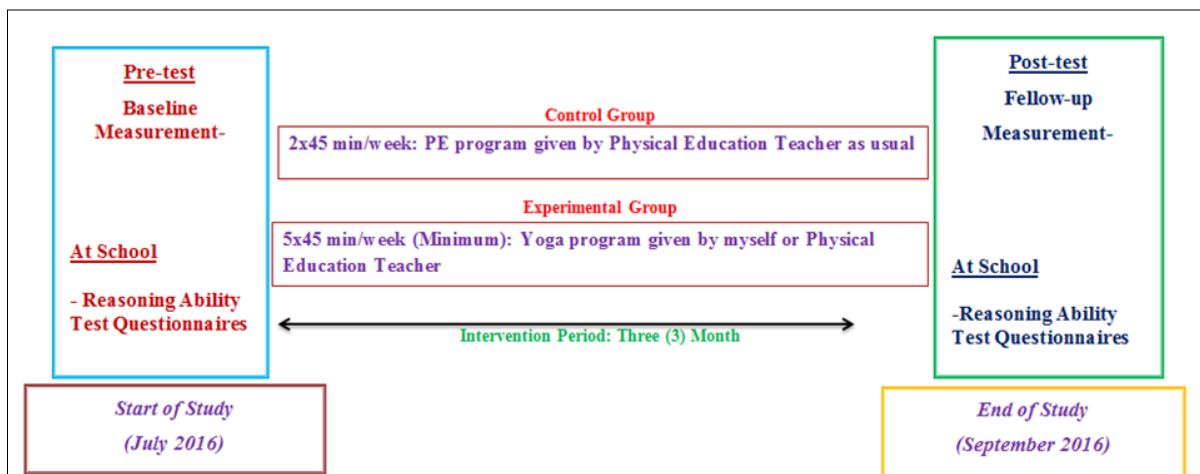 Pre-test
Baseline
Measurement-
At School
- Reasoning Ability
Test Questionnaires
Control Group
2x45 min/week: PE program given by Physical Education Teacher as usual
Experimental Group
5x45 min/week (Minimum): Yoga program given by myself or Physical
Education Teacher
Intervention Period: Three (3) Month
Post-test
Fellow-up
Measurement-
At School
-Reasoning Ability
Test Questionnaires
Start of Study
(July 2016)
End of Study
(September 2016)